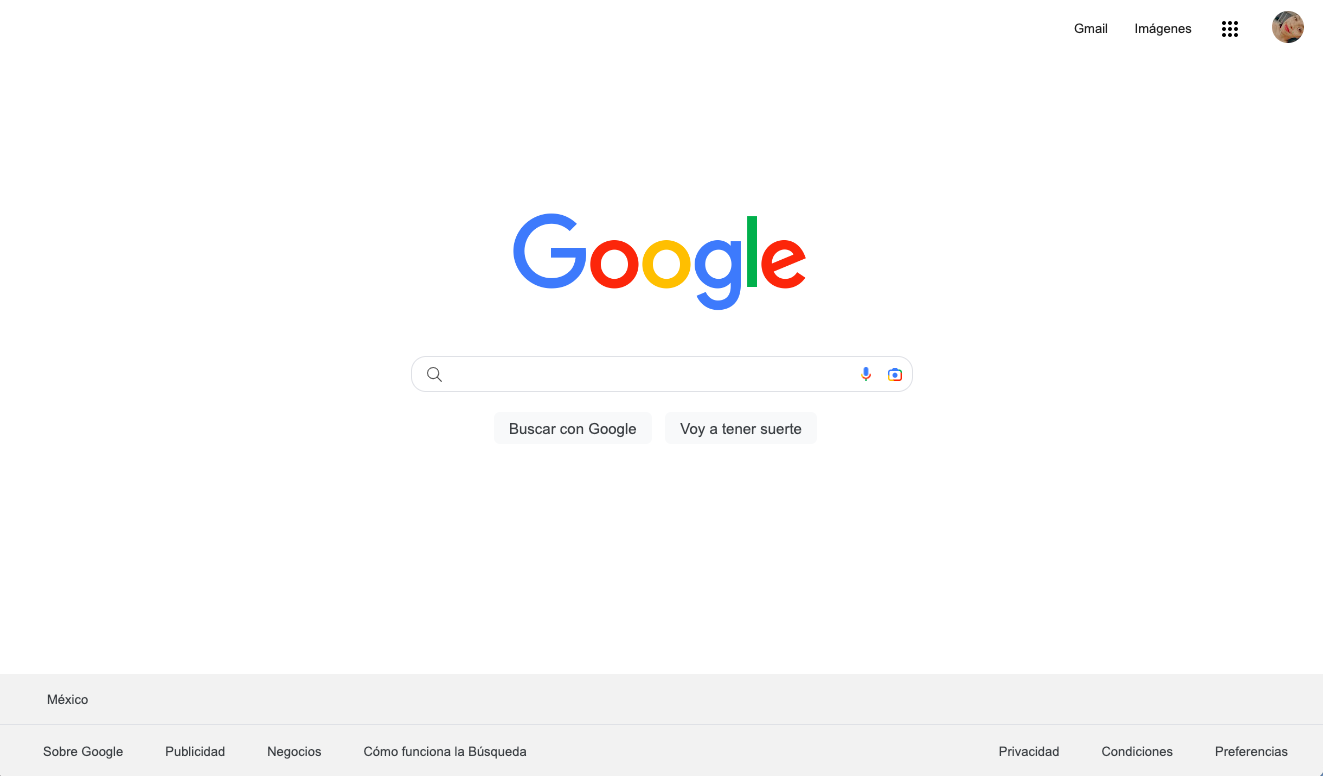 Gmail Imágenes
Google
Buscar con Google Voy a tener suerte
México
Sobre Google Publicidad Negocios Cómo funciona la Búsqueda Privacidad Condiciones Preferencias